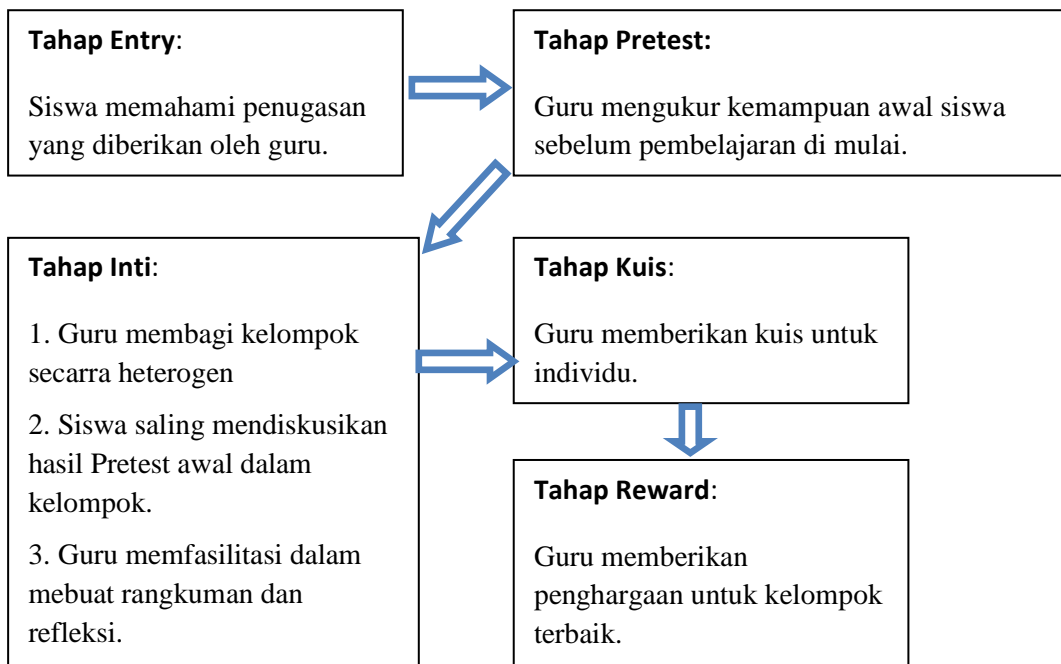 Tahap Entry:
Siswa memahami penugasan
yang diberikan oleh guru.
Tahap Pretest:
Guru mengukur kemampuan awal siswa
sebelum pembelajaran di mulai.
Tahap Inti:
1. Guru membagi kelompok
secarra heterogen
2. Siswa saling mendiskusikan
hasil Pretest awal dalam
kelompok.
3. Guru memfasilitasi dalam
mebuat rangkuman dan
refleksi.
Tahap Kuis:
Guru memberikan kuis untuk
individu.
Tahap Reward:
Guru memberikan
penghargaan untuk kelompok
terbaik.